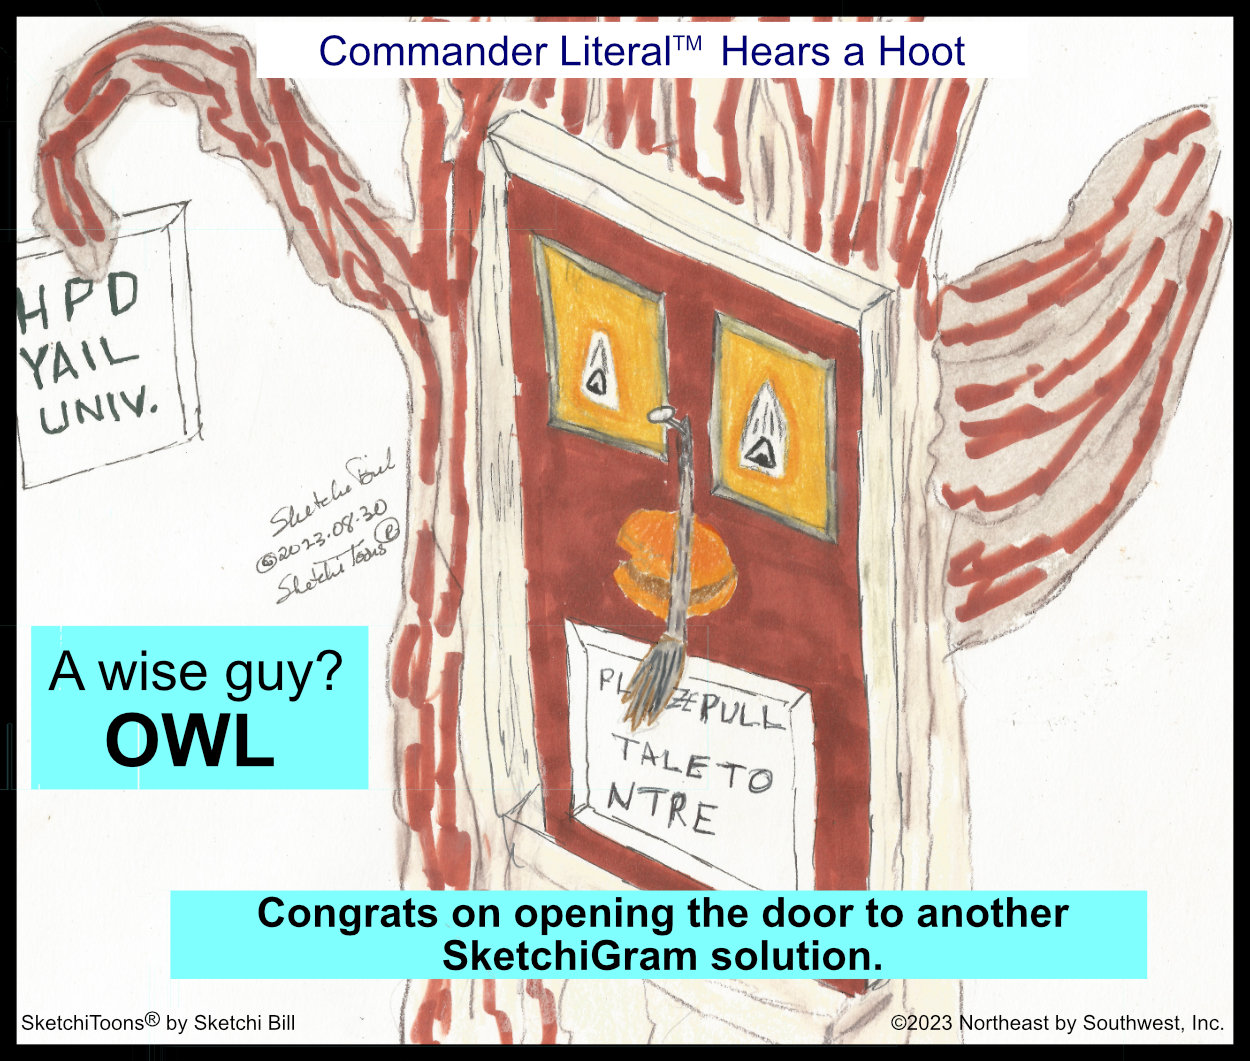 Commander Literal™ Hears a Hoot
HPD
YAIL
UNIV.
Sketchi Bill
©2023.08.30
SketchiToons®
A wise guy?
OWL
PL ZE PULL
TALE TO
NTRE
Congrats on opening the door to another
SketchiGram solution.
SketchiToons® by Sketchi Bill
©2023 Northeast by Southwest, Inc.